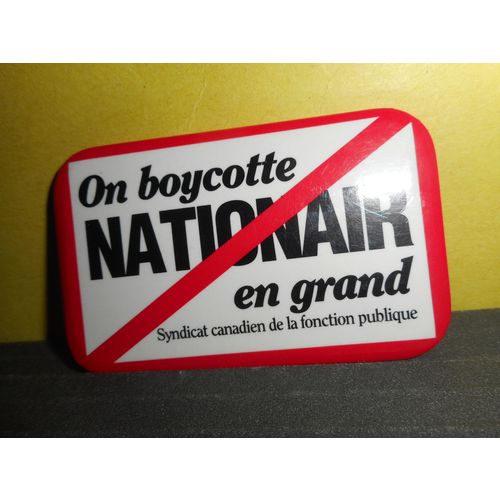 On boycotte
NATIONAIR
en grand
Syndicat canadien de la fonction publique